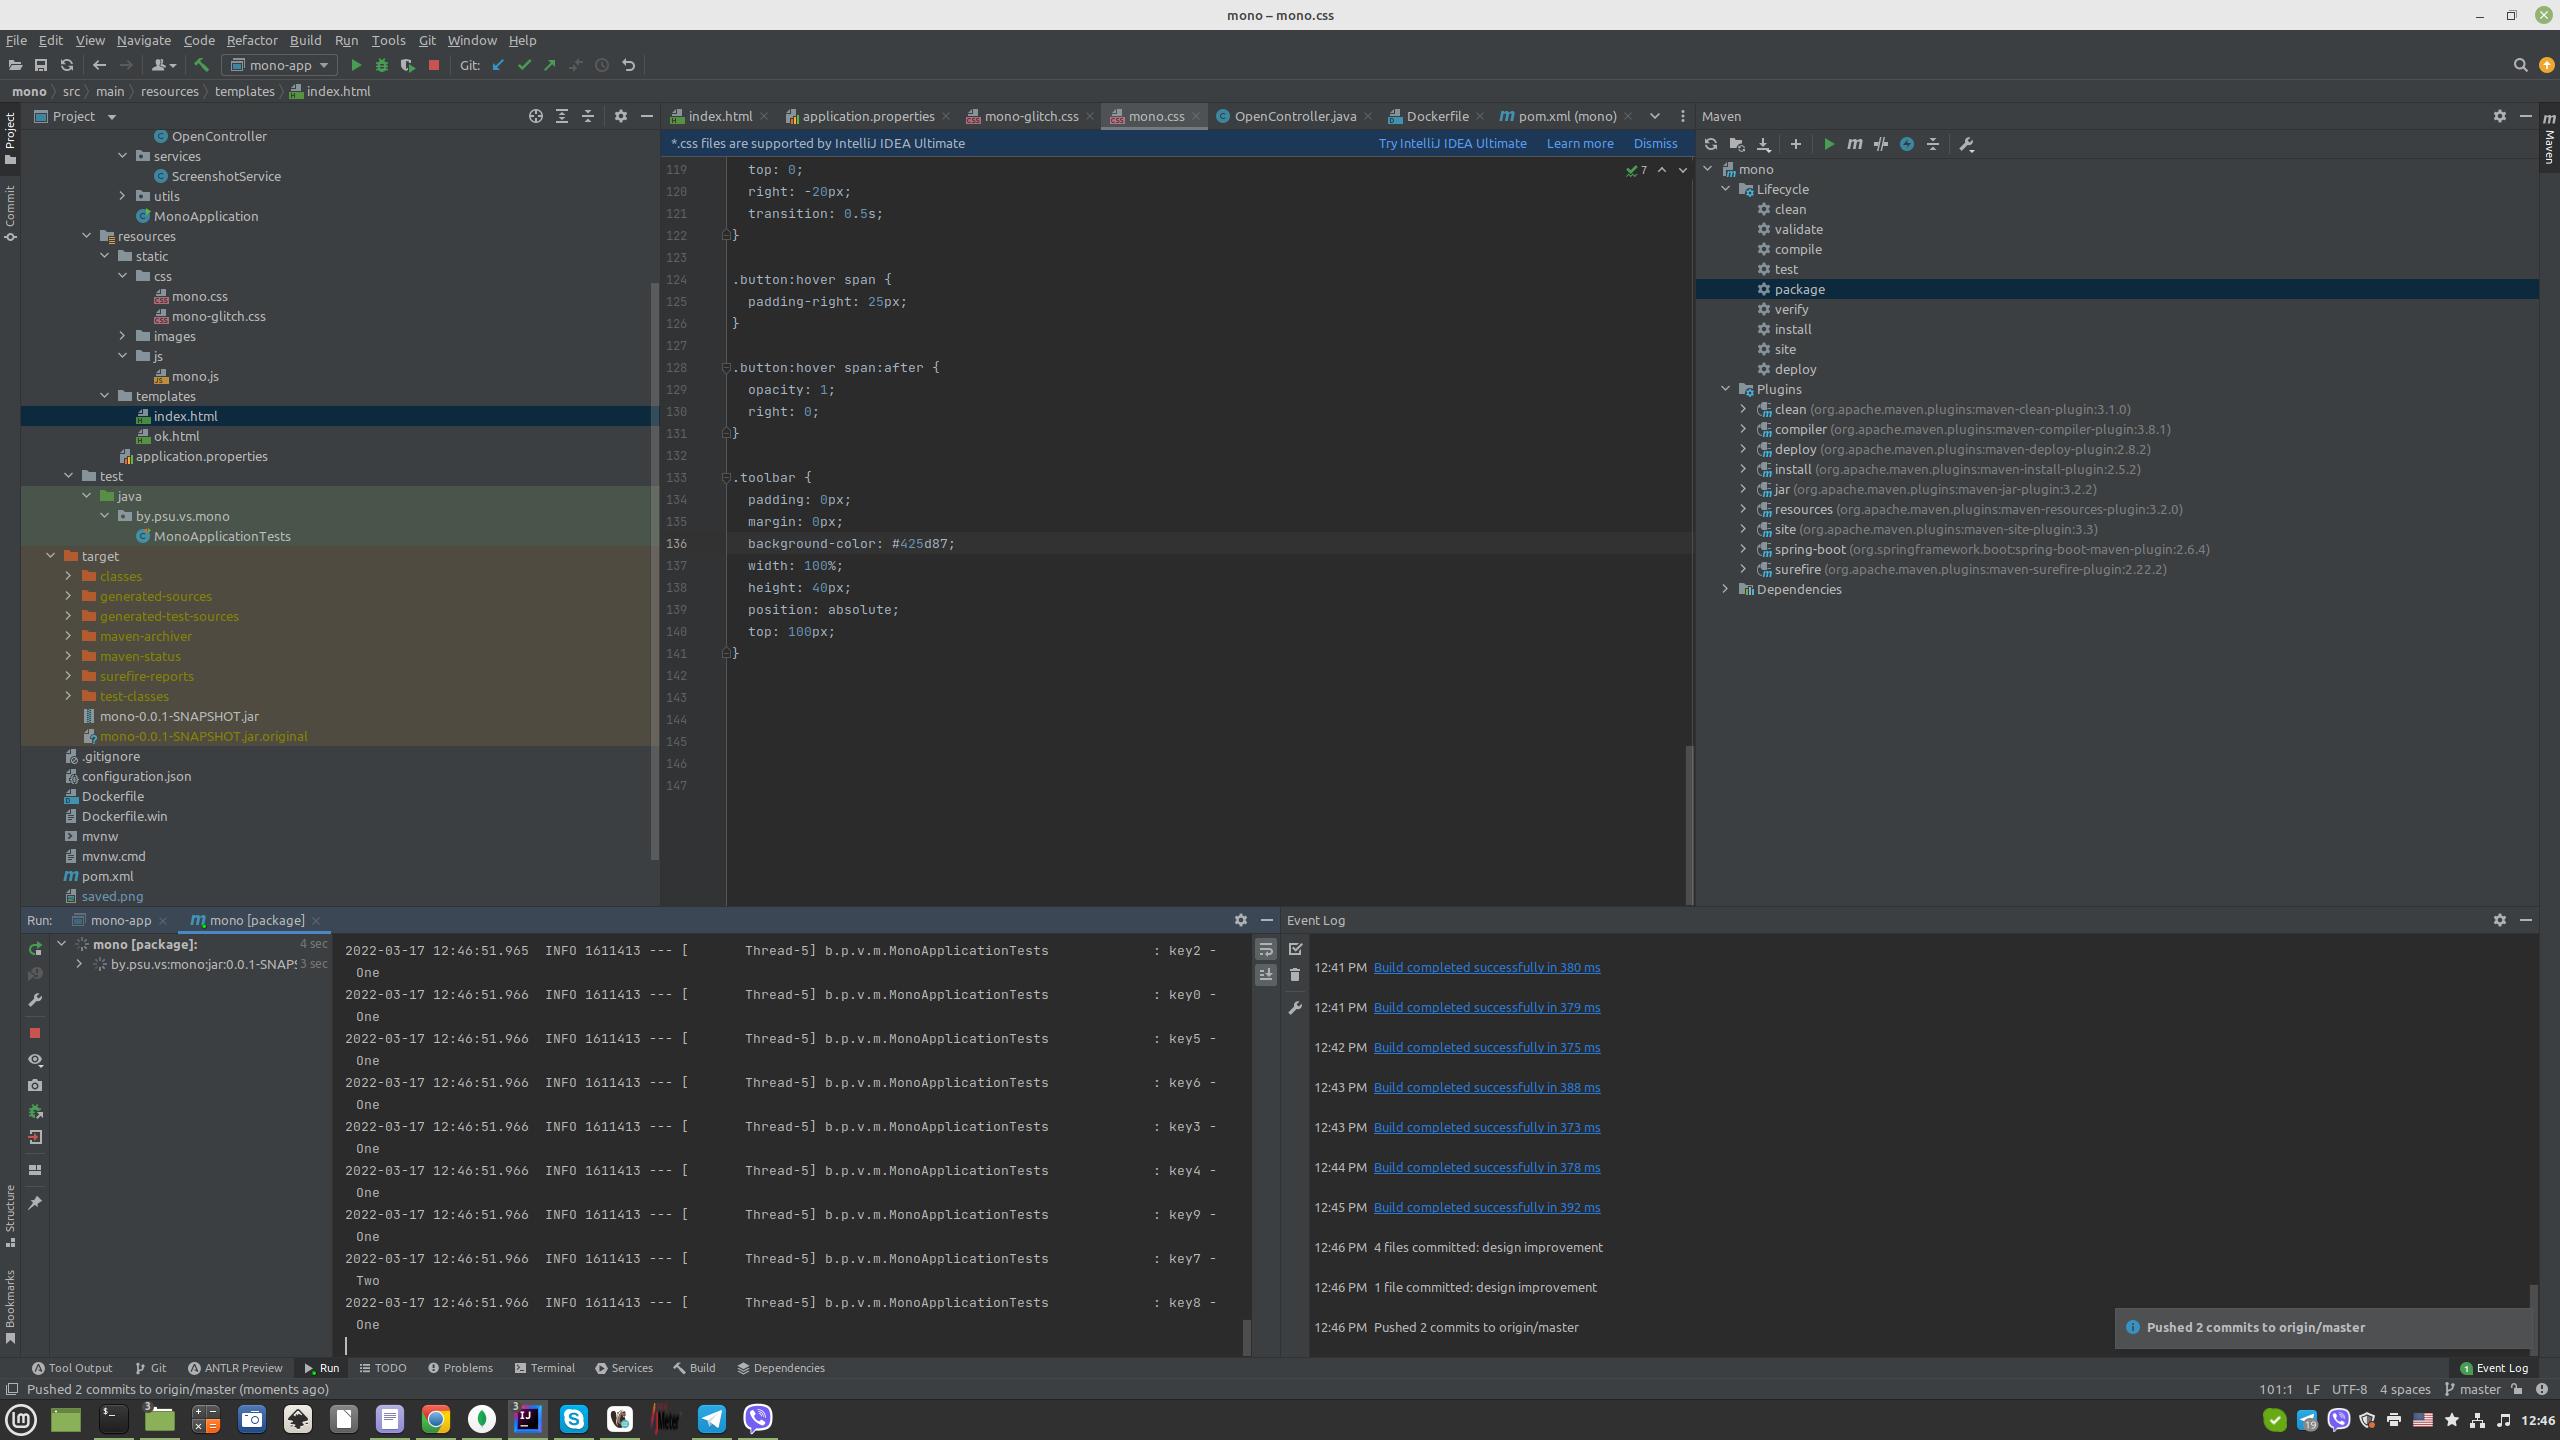 mono – mono.css
File Edit View Navigate Code Refactor Build Run Tools Git Window Help
mono-app Git:
mono src main resources templates index.html
Project
OpenController
services
ScreenshotService
utils
MonoApplication
resources
static
css
mono.css
mono-glitch.css
images
js
mono.js
templates
index.html
ok.html
application.properties
test
java
by.psu.vs.mono
MonoApplicationTests
target
classes
generated-sources
generated-test-sources
maven-archiver
maven-status
surefire-reports
test-classes
mono-0.0.1-SNAPSHOT.jar
mono-0.0.1-SNAPSHOT.jar.original
.gitignore
configuration.json
Dockerfile
Dockerfile.win
mvnw
mvnw.cmd
pom.xml
saved.png
Project
Commit
Structure
Bookmarks
index.html application.properties mono-glitch.css mono.css OpenController.java Dockerfile pom.xml (mono)
*.css files are supported by IntelliJ IDEA Ultimate Try IntelliJ IDEA Ultimate Learn more Dismiss
7
119 top: 0;
120 right: -20px;
121 transition: 0.5s;
122 }
123
124 .button:hover span {
125 padding-right: 25px;
126 }
127
128 .button:hover span:after {
129 opacity: 1;
130 right: 0;
131 }
132
133 .toolbar {
134 padding: 0px;
135 margin: 0px;
136 background-color: #425d87;
137 width: 100%;
138 height: 40px;
139 position: absolute;
140 top: 100px;
141 }
142
143
144
145
146
147
Maven
mono
Lifecycle
clean
validate
compile
test
package
verify
install
site
deploy
Plugins
clean (org.apache.maven.plugins:maven-clean-plugin:3.1.0)
compiler (org.apache.maven.plugins:maven-compiler-plugin:3.8.1)
deploy (org.apache.maven.plugins:maven-deploy-plugin:2.8.2)
install (org.apache.maven.plugins:maven-install-plugin:2.5.2)
jar (org.apache.maven.plugins:maven-jar-plugin:3.2.2)
resources (org.apache.maven.plugins:maven-resources-plugin:3.2.0)
site (org.apache.maven.plugins:maven-site-plugin:3.3)
spring-boot (org.springframework.boot:spring-boot-maven-plugin:2.6.4)
surefire (org.apache.maven.plugins:maven-surefire-plugin:2.22.2)
Dependencies
Maven
Run: mono-app mono [package]
mono [package]: 4 sec
by.psu.vs:mono:jar:0.0.1-SNAPS 3 sec
2022-03-17 12:46:51.965 INFO 1611413 --- [ Thread-5] b.p.v.m.MonoApplicationTests : key2 -
One
2022-03-17 12:46:51.966 INFO 1611413 --- [ Thread-5] b.p.v.m.MonoApplicationTests : key0 -
One
2022-03-17 12:46:51.966 INFO 1611413 --- [ Thread-5] b.p.v.m.MonoApplicationTests : key5 -
One
2022-03-17 12:46:51.966 INFO 1611413 --- [ Thread-5] b.p.v.m.MonoApplicationTests : key6 -
One
2022-03-17 12:46:51.966 INFO 1611413 --- [ Thread-5] b.p.v.m.MonoApplicationTests : key3 -
One
2022-03-17 12:46:51.966 INFO 1611413 --- [ Thread-5] b.p.v.m.MonoApplicationTests : key4 -
One
2022-03-17 12:46:51.966 INFO 1611413 --- [ Thread-5] b.p.v.m.MonoApplicationTests : key9 -
One
2022-03-17 12:46:51.966 INFO 1611413 --- [ Thread-5] b.p.v.m.MonoApplicationTests : key7 -
Two
2022-03-17 12:46:51.966 INFO 1611413 --- [ Thread-5] b.p.v.m.MonoApplicationTests : key8 -
One
Event Log
12:41 PM Build completed successfully in 380 ms
12:41 PM Build completed successfully in 379 ms
12:42 PM Build completed successfully in 375 ms
12:43 PM Build completed successfully in 388 ms
12:43 PM Build completed successfully in 373 ms
12:44 PM Build completed successfully in 378 ms
12:45 PM Build completed successfully in 392 ms
12:46 PM 4 files committed: design improvement
12:46 PM 1 file committed: design improvement
12:46 PM Pushed 2 commits to origin/master
Pushed 2 commits to origin/master
Tool Output Git ANTLR Preview Run TODO Problems Terminal Services Build Dependencies 1 Event Log
Pushed 2 commits to origin/master (moments ago) 101:1 LF UTF-8 4 spaces master
3 3 IJ 19 12:46